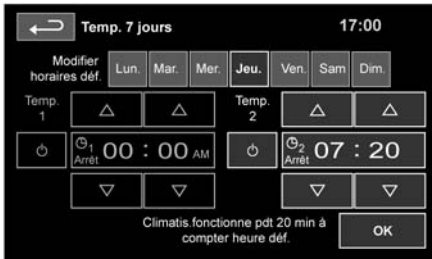 Temp. 7 jours 17:00
Modifier
horaires déf. Lun. Mar. Mer. Jeu. Ven. Sam Dim.
Temp. 1 Temp. 2
1 Arrêt 00 : 00 AM 2 Arrêt 07 : 20
Climatis.fonctionne pdt 20 min à
compter heure déf.
OK